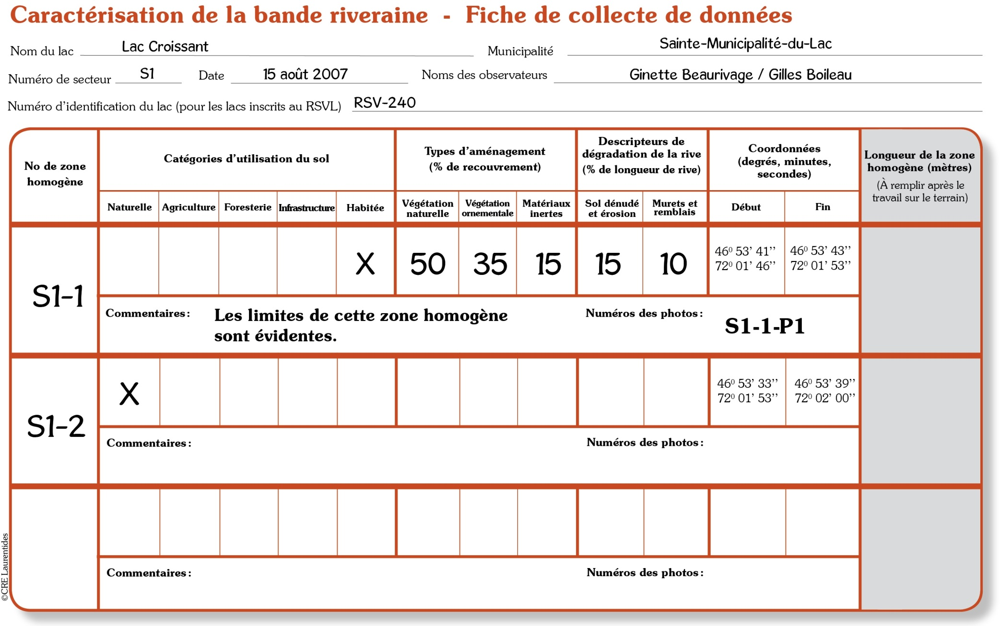 Caractérisation de la bande riveraine - Fiche de collecte de données
Nom du lac Lac Croissant Municipalité Sainte-Municipalité-du-Lac
Numéro de secteur S1 Date 15 août 2007 Noms des observateurs Ginette Beaurivage / Gilles Boileau
Numéro d'identification du lac (pour les lacs inscrits au RSVL) RSV-240
No de zone
homogène
Catégories d'utilisation du sol
Types d'aménagement
(% de recouvrement)
Descripteurs de
dégradation de la rive
(% de longueur de rive)
Coordonnées
(degrés, minutes,
secondes)
Longueur de la zone
homogène (mètres)
(À remplir après le
travail sur le terrain)
Naturelle
Agriculture
Foresterie
Infrastructure
Habitée
Végétation
naturelle
Végétation
ornementale
Matériaux
inertes
Sol dénudé
et érosion
Murets et
remblais
Début
Fin
S1-1
X
50
35
15
15
10
46⁰ 53’ 41’’
72⁰ 01’ 46’’
46⁰ 53’ 43’’
72⁰ 01’ 53’’
Commentaires :
Les limites de cette zone homogène
sont évidentes.
Numéros des photos :
S1-1-P1
S1-2
X
46⁰ 53’ 33’’
72⁰ 01’ 53’’
46⁰ 53’ 39’’
72⁰ 02’ 00’’
Commentaires :
Numéros des photos :
Commentaires :
Numéros des photos :
©CRE Laurentides